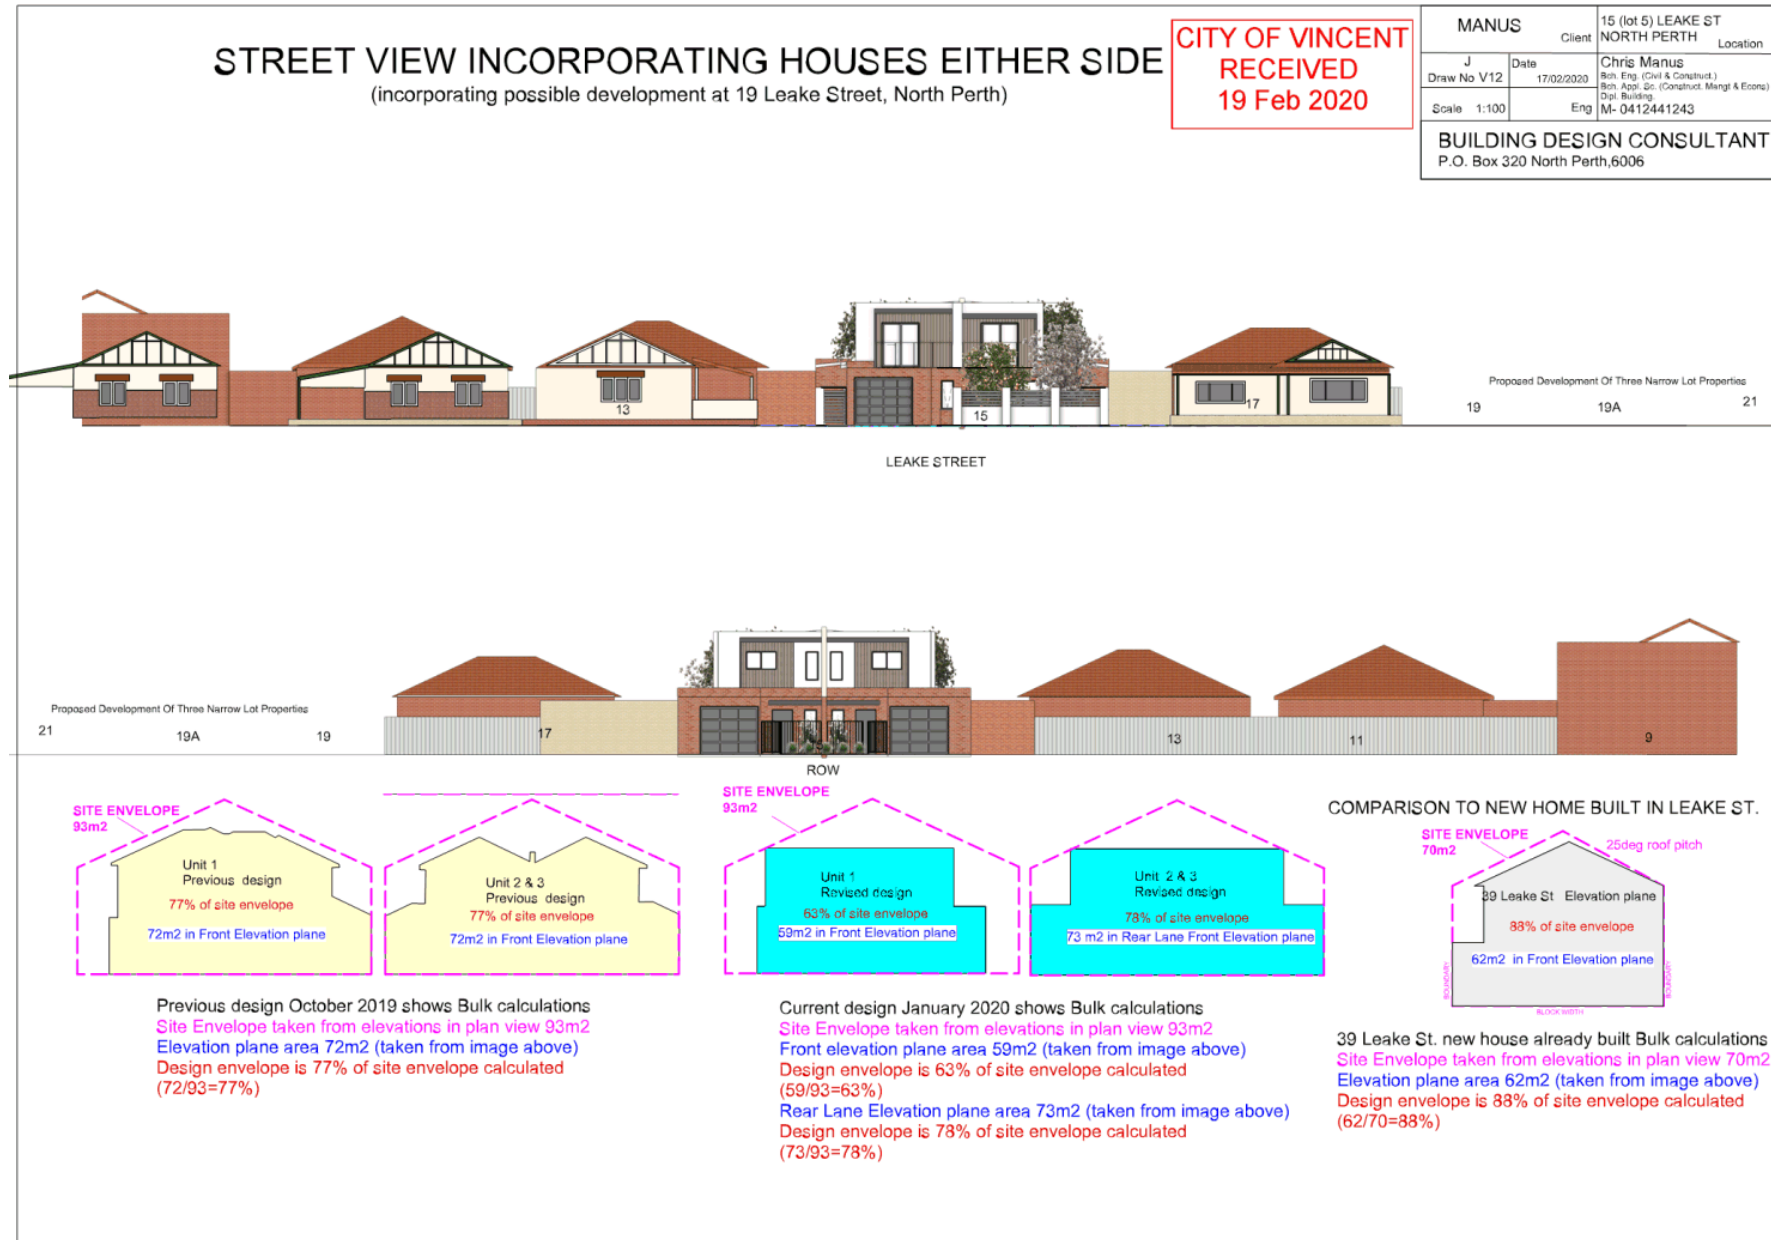 STREET VIEW INCORPORATING HOUSES EITHER SIDE
(incorporating possible development at 19 Leake Street, North Perth)
CITY OF VINCENT
RECEIVED
19 Feb 2020
MANUS
Client
15 (lot 5) LEAKE ST
NORTH PERTH
Location
J
Draw No V12
Date
17/02/2020
Chris Manus
Bch. Eng. (Civil & Construct.)
Bch. Appl. Sc. (Construct. Mangt & Econs)
Dipl. Building.
Scale 1:100
Eng
M- 0412441243
BUILDING DESIGN CONSULTANT
P.O. Box 320 North Perth,6006
13
15
17
Proposed Development Of Three Narrow Lot Properties
19
19A
21
LEAKE STREET
Proposed Development Of Three Narrow Lot Properties
21
19A
19
17
13
11
9
ROW
SITE ENVELOPE
93m2
Unit 1
Previous design
77% of site envelope
72m2 in Front Elevation plane
Unit 2 & 3
Previous design
77% of site envelope
72m2 in Front Elevation plane
SITE ENVELOPE
93m2
Unit 1
Revised design
63% of site envelope
59m2 in Front Elevation plane
Unit 2 & 3
Revised design
78% of site envelope
73 m2 in Rear Lane Front Elevation plane
COMPARISON TO NEW HOME BUILT IN LEAKE ST.
SITE ENVELOPE
70m2
25deg roof pitch
39 Leake St Elevation plane
88% of site envelope
62m2 in Front Elevation plane
BOUNDARY
BOUNDARY
BLOCK WIDTH
Previous design October 2019 shows Bulk calculations
Site Envelope taken from elevations in plan view 93m2
Elevation plane area 72m2 (taken from image above)
Design envelope is 77% of site envelope calculated
(72/93=77%)
Current design January 2020 shows Bulk calculations
Site Envelope taken from elevations in plan view 93m2
Front elevation plane area 59m2 (taken from image above)
Design envelope is 63% of site envelope calculated
(59/93=63%)
Rear Lane Elevation plane area 73m2 (taken from image above)
Design envelope is 78% of site envelope calculated
(73/93=78%)
39 Leake St. new house already built Bulk calculations
Site Envelope taken from elevations in plan view 70m2
Elevation plane area 62m2 (taken from image above)
Design envelope is 88% of site envelope calculated
(62/70=88%)